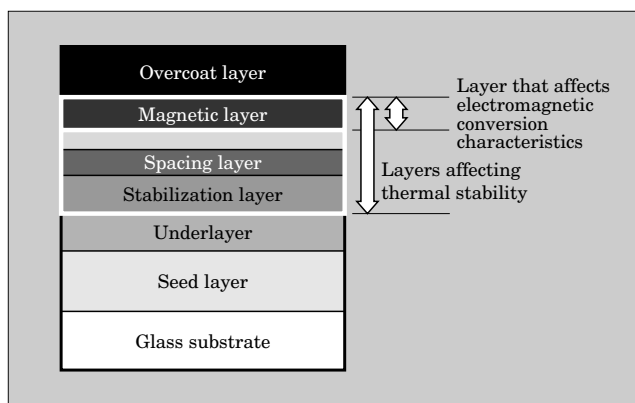 Overcoat layer
Magnetic layer
Spacing layer
Stabilization layer
Underlayer
Seed layer
Glass substrate
Layer that affects
electromagnetic
conversion
characteristics
Layers affecting
thermal stability